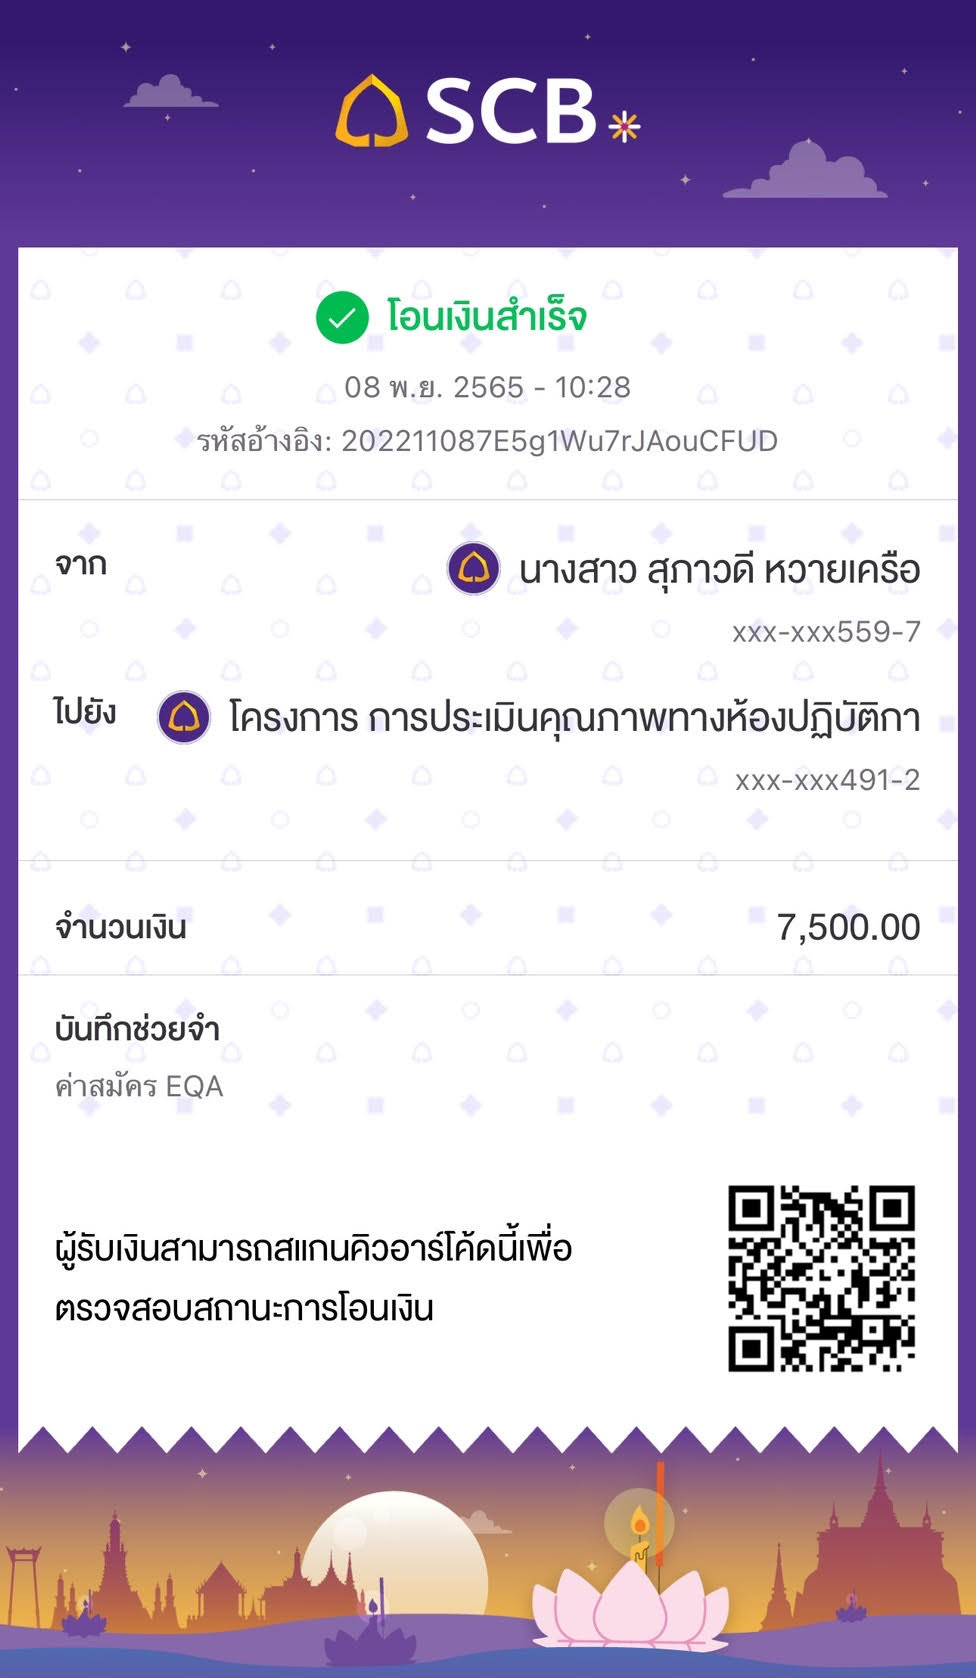 SCB
โอนเงินสำเร็จ
08 พ.ย. 2565 - 10:28
รหัสอ้างอิง: 202211087E5g1Wu7rJAouCFUD
จาก
นางสาว สุภาวดี หวายเครือ
xxx-xxx559-7
ไปยัง
โครงการ การประเมินคุณภาพทางห้องปฏิบัติกา
xxx-xxx491-2
จำนวนเงิน
7,500.00
บันทึกช่วยจำ
ค่าสมัคร EQA
ผู้รับเงินสามารถสแกนคิวอาร์โค้ดนี้เพื่อ
ตรวจสอบสถานะการโอนเงิน